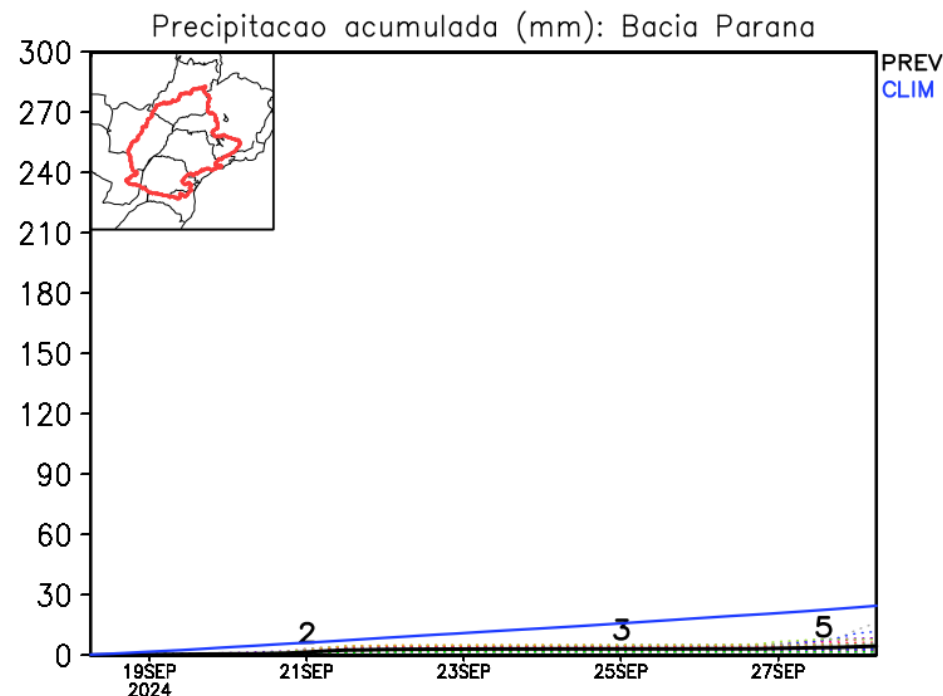 Precipitacao acumulada (mm): Bacia Parana
PREV
CLIM
300
270
240
210
180
150
120
90
60
30
0
2
3
5
19SEP
2024
21SEP
23SEP
25SEP
27SEP